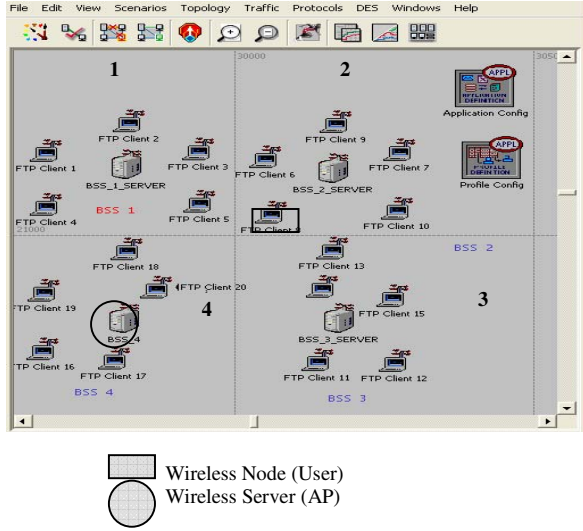 File Edit View Scenarios Topology Traffic Protocols DES Windows Help
30000
1
2
APPL
APPLICATION DEFINITION
Application Config
FTP Client 2
FTP Client 9
FTP Client 1
FTP Client 3
FTP Client 6
FTP Client 7
APPL
PROFILE DEFINITION
Profile Config
BSS_1_SERVER
BSS_2_SERVER
FTP Client 4
BSS 1
FTP Client 5
FTP Client 10
21000
BSS 2
FTP Client 18
FTP Client 13
FTP Client 20
FTP Client 19
4
3
FTP Client 15
BSS_4
BSS_3_SERVER
FTP Client 16
FTP Client 17
FTP Client 11
FTP Client 12
BSS 4
BSS 3
Wireless Node (User)
Wireless Server (AP)